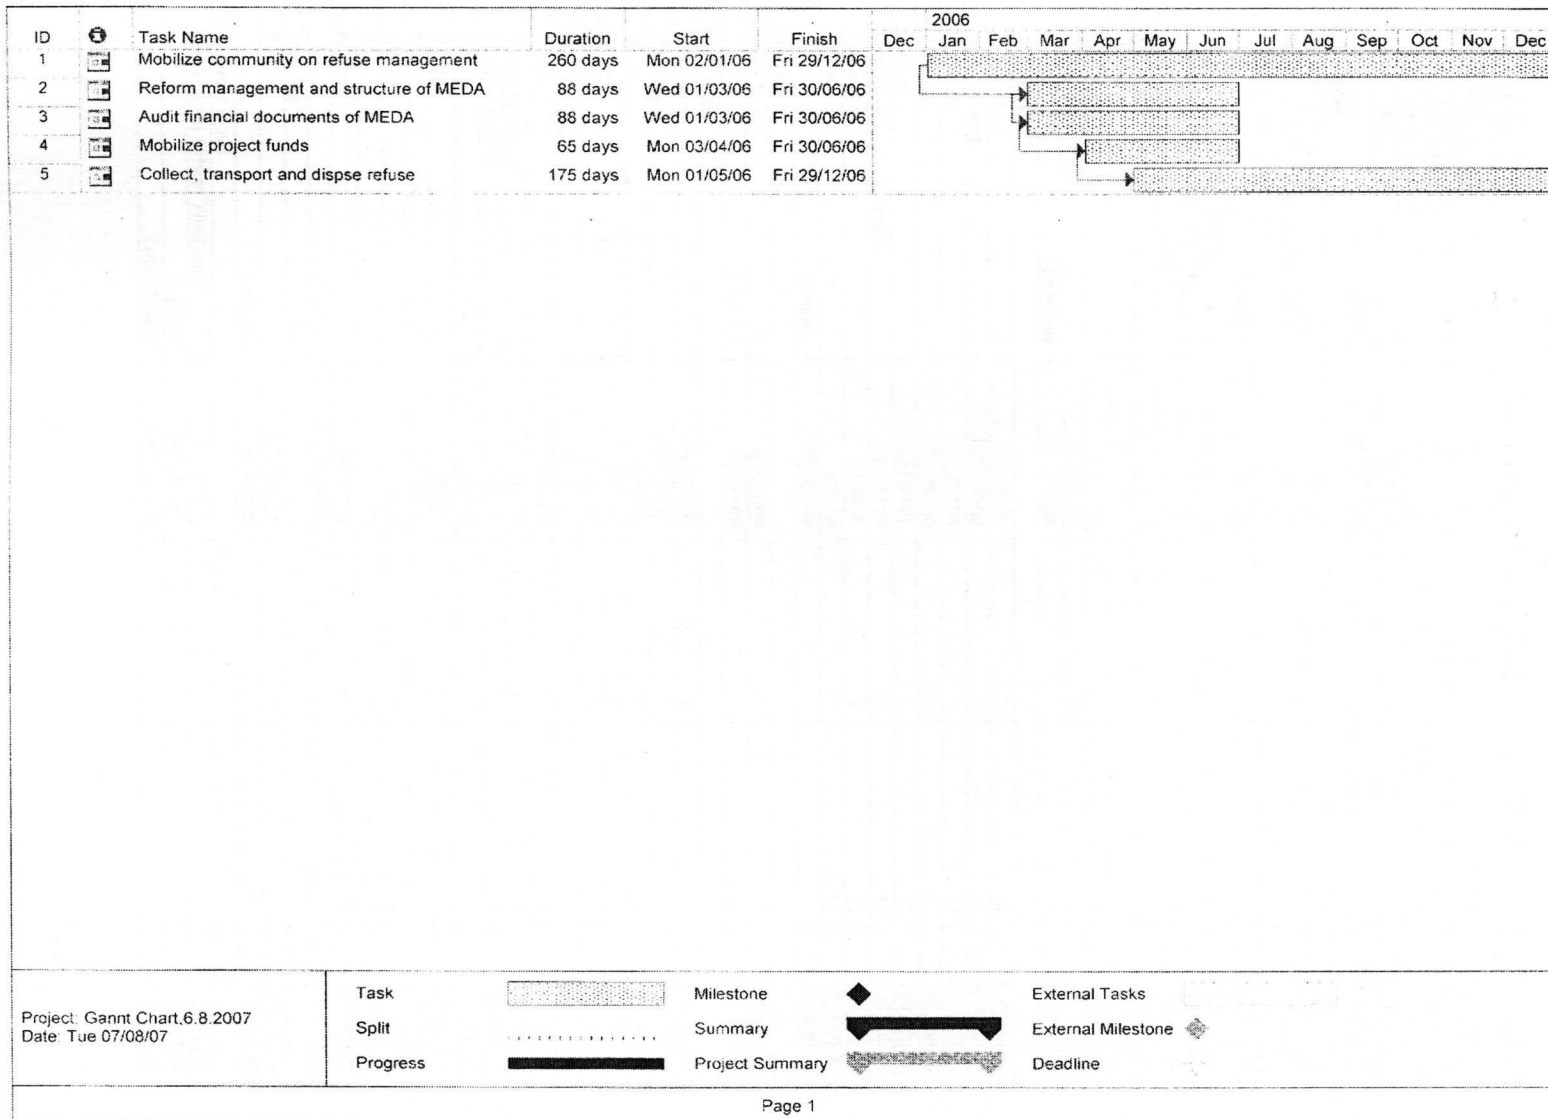 2006
ID Task Name Duration Start Finish Dec Jan Feb Mar Apr May Jun Jul Aug Sep Oct Nov Dec
1 Mobilize community on refuse management 260 days Mon 02/01/06 Fri 29/12/06
2 Reform management and structure of MEDA 88 days Wed 01/03/06 Fri 30/06/06
3 Audit financial documents of MEDA 88 days Wed 01/03/06 Fri 30/06/06
4 Mobilize project funds 65 days Mon 03/04/06 Fri 30/06/06
5 Collect, transport and dispse refuse 175 days Mon 01/05/06 Fri 29/12/06
Project: Gannt Chart,6.8.2007
Date: Tue 07/08/07
Task Milestone External Tasks
Split Summary External Milestone
Progress Project Summary Deadline
Page 1